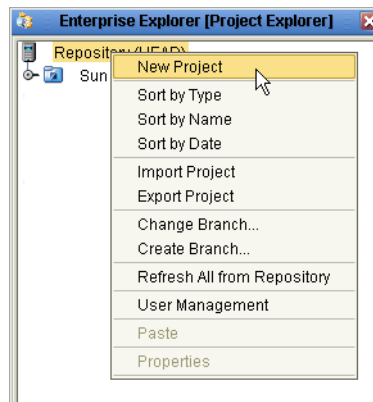 Enterprise Explorer [Project Explorer]
Repository (HEAD)
Sun
New Project
Sort by Type
Sort by Name
Sort by Date
Import Project
Export Project
Change Branch...
Create Branch...
Refresh All from Repository
User Management
Paste
Properties